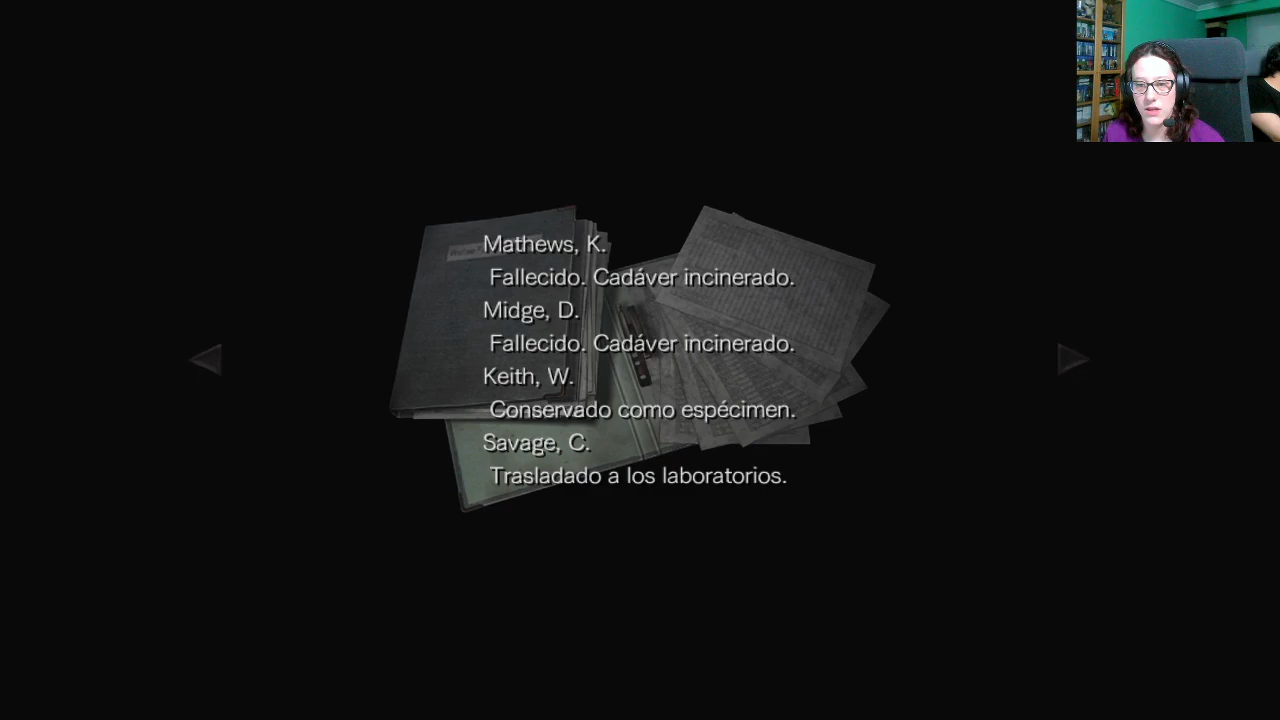 Mathews, K.
Fallecido. Cadáver incinerado.
Midge, D.
Fallecido. Cadáver incinerado.
Keith, W.
Conservado como espécimen.
Savage, C.
Trasladado a los laboratorios.